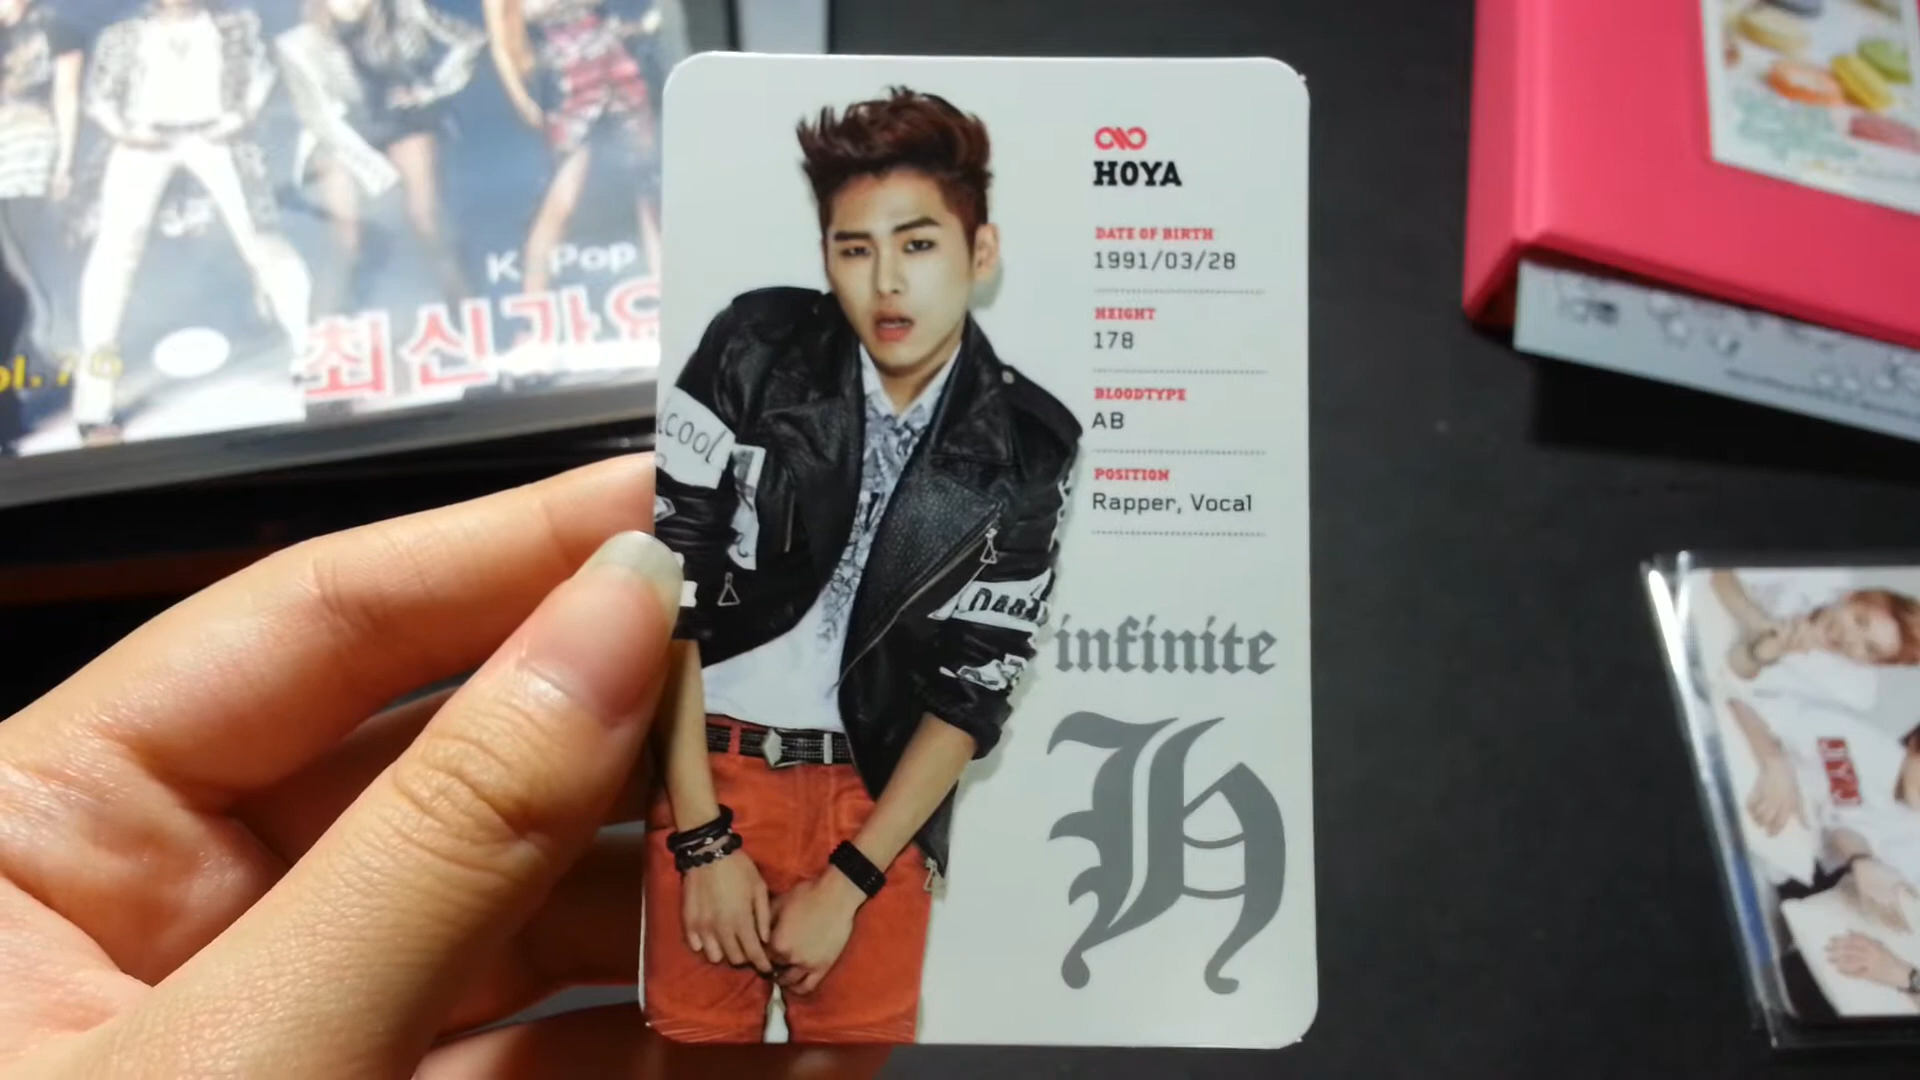 K-Pop
최신가요
HOYA
DATE OF BIRTH
1991/03/28
HEIGHT
178
BLOODTYPE
AB
POSITION
Rapper, Vocal
infinite
H
cool